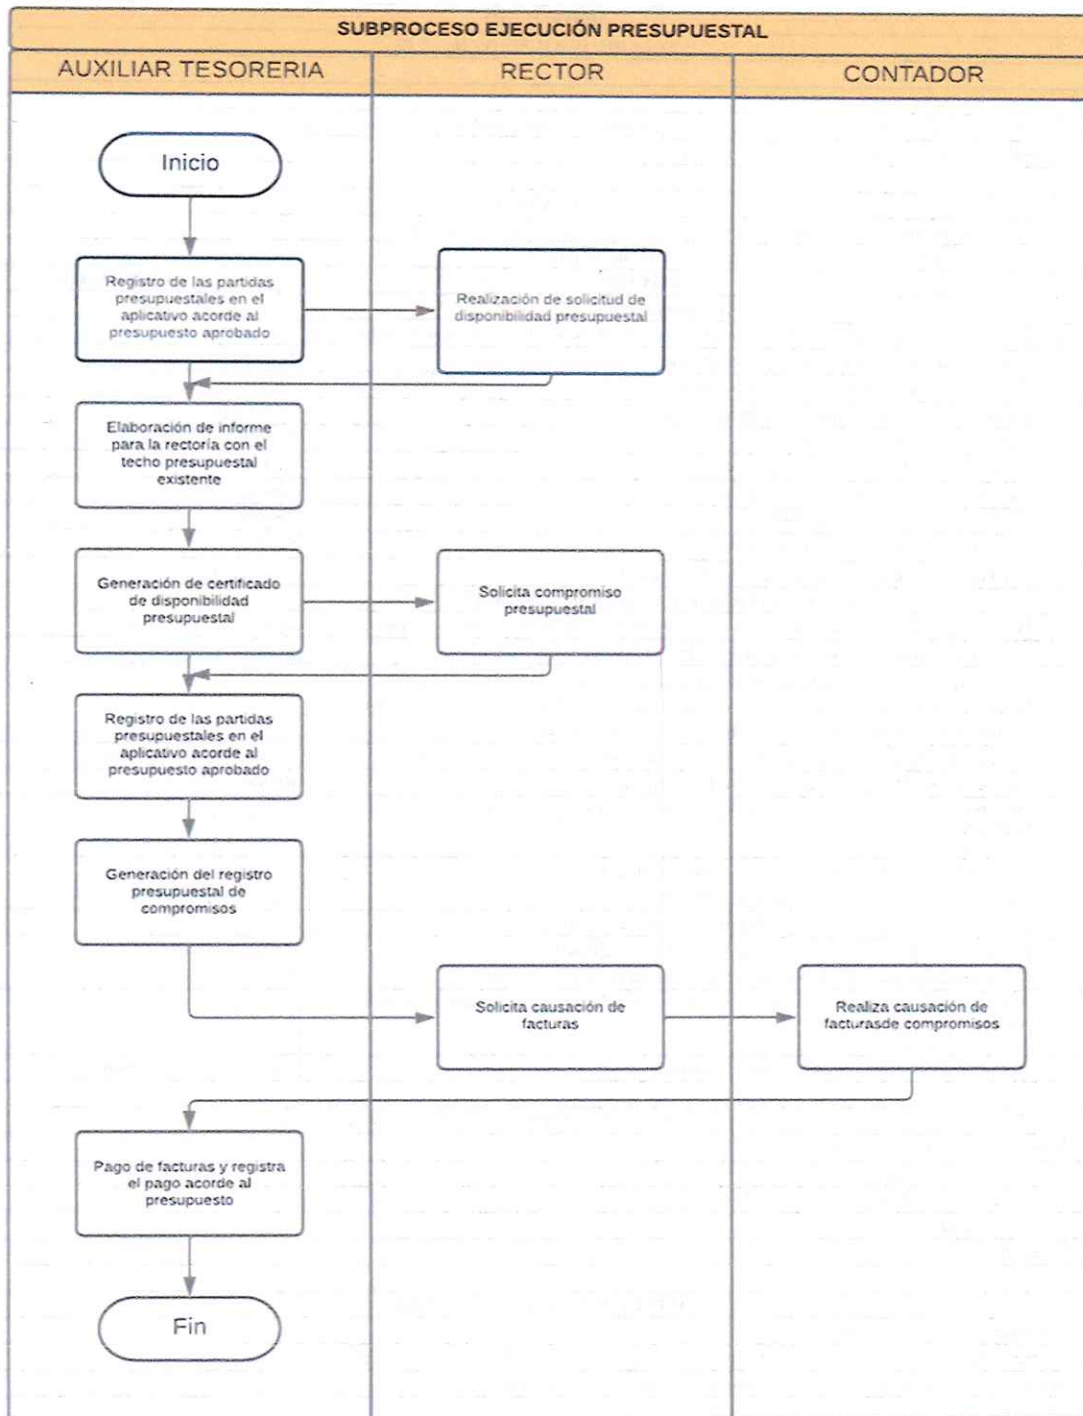 SUBPROCESO EJECUCIÓN PRESUPUESTAL
AUXILIAR TESORERIA
RECTOR
CONTADOR
Inicio
Registro de las partidas
presupuestales en el
aplicativo acorde al
presupuesto aprobado
Realización de solicitud de
disponibilidad presupuestal
Elaboración de informe
para la rectoría con el
techo presupuestal
existente
Generación de certificado
de disponibilidad
presupuestal
Solicita compromiso
presupuestal
Registro de las partidas
presupuestales en el
aplicativo acorde al
presupuesto aprobado
Generación del registro
presupuestal de
compromisos
Solicita causación de
facturas
Realiza causación de
facturasde compromisos
Pago de facturas y registra
el pago acorde al
presupuesto
Fin